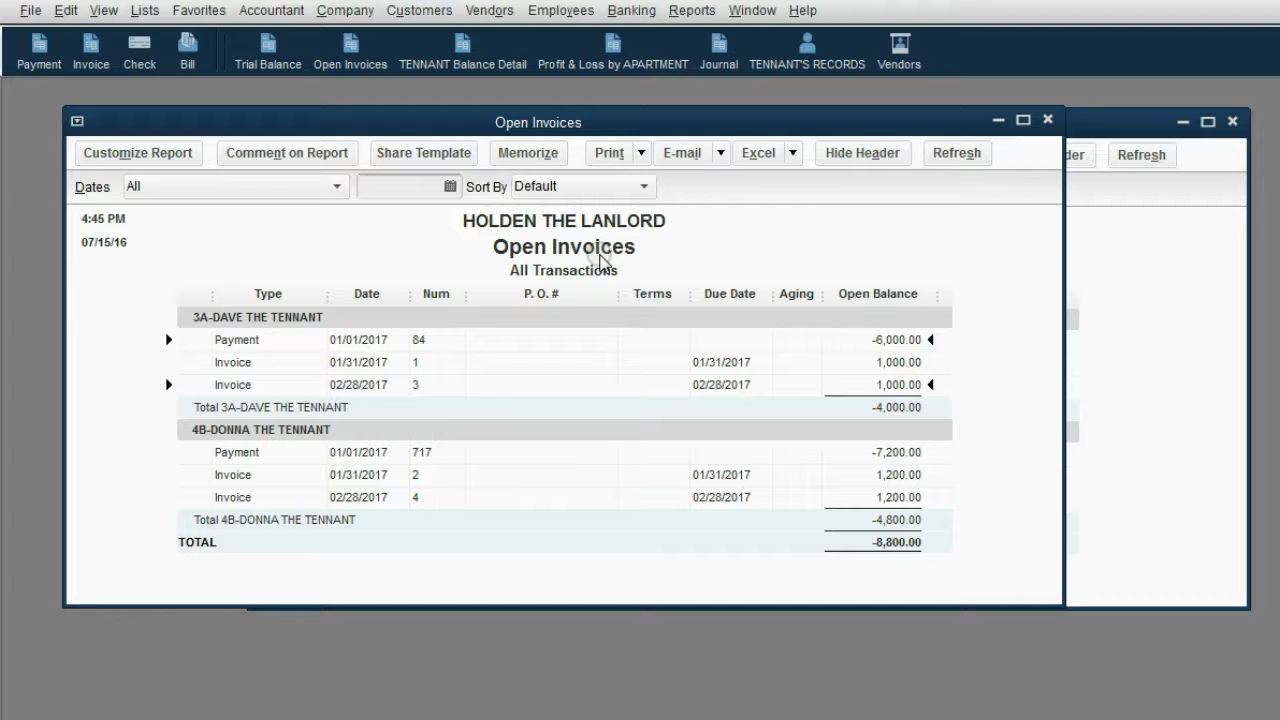 File Edit View Lists Favorites Accountant Company Customers Vendors Employees Banking Reports Window Help
Payment Invoice Check Bill Trial Balance Open Invoices TENNANT Balance Detail Profit & Loss by APARTMENT Journal TENNANT'S RECORDS Vendors
Open Invoices
Customize Report Comment on Report Share Template Memorize Print E-mail Excel Hide Header Refresh der Refresh
Dates All Sort By Default
4:45 PM HOLDEN THE LANLORD
07/15/16 Open Invoices
All Transactions
Type Date Num P. O. # Terms Due Date Aging Open Balance
3A-DAVE THE TENNANT
Payment 01/01/2017 84 -6,000.00
Invoice 01/31/2017 1 01/31/2017 1,000.00
Invoice 02/28/2017 3 02/28/2017 1,000.00
Total 3A-DAVE THE TENNANT -4,000.00
4B-DONNA THE TENNANT
Payment 01/01/2017 717 -7,200.00
Invoice 01/31/2017 2 01/31/2017 1,200.00
Invoice 02/28/2017 4 02/28/2017 1,200.00
Total 4B-DONNA THE TENNANT -4,800.00
TOTAL -8,800.00